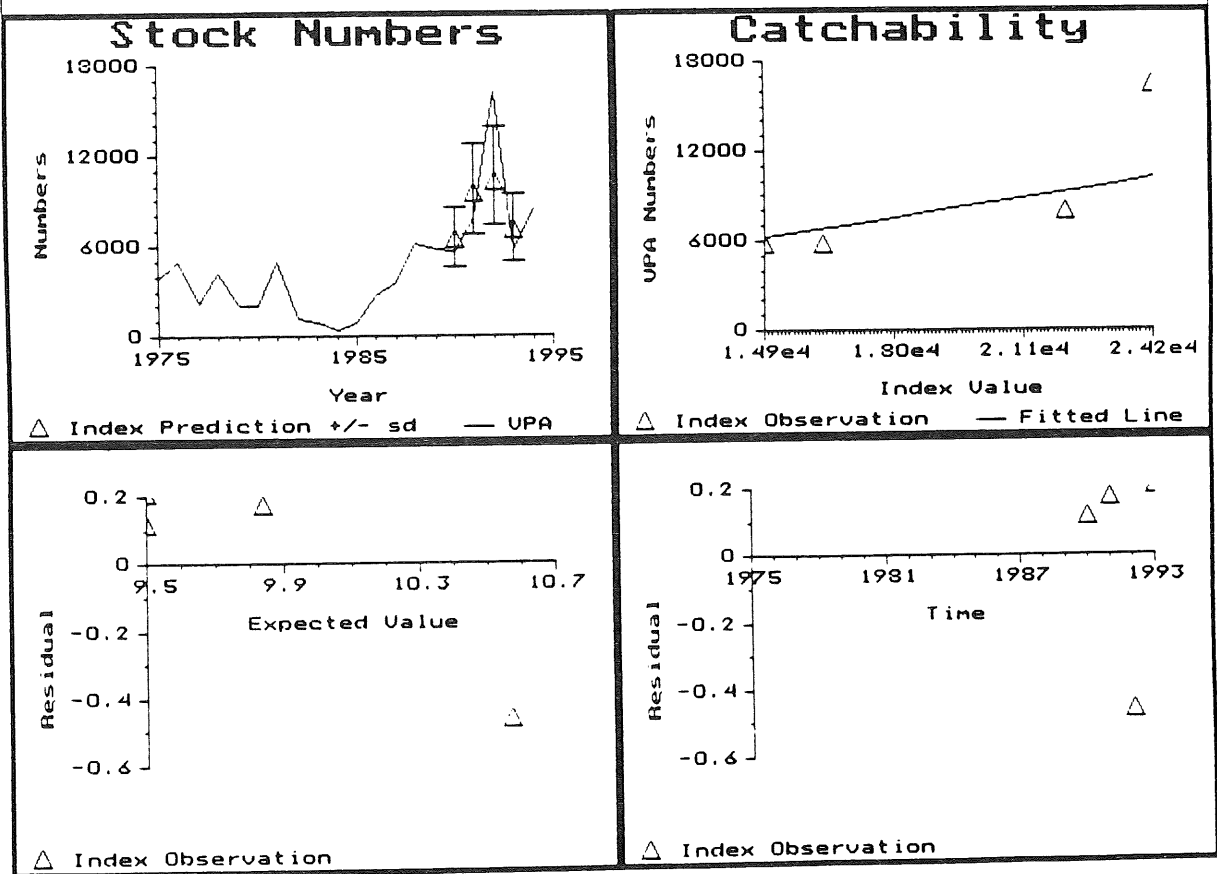 Stock Numbers
18000
12000
6000
0
Numbers
1975
1985
1995
Year
△ Index Prediction +/- sd — VPA
Catchability
18000
12000
6000
0
VPA Numbers
1.49e4
1.80e4
2.11e4
2.42e4
Index Value
△ Index Observation — Fitted Line
0.2
0
-0.2
-0.4
-0.6
Residual
9.5
9.9
10.3
10.7
Expected Value
△ Index Observation
0.2
0
-0.2
-0.4
-0.6
Residual
1975
1981
1987
1993
Time
△ Index Observation